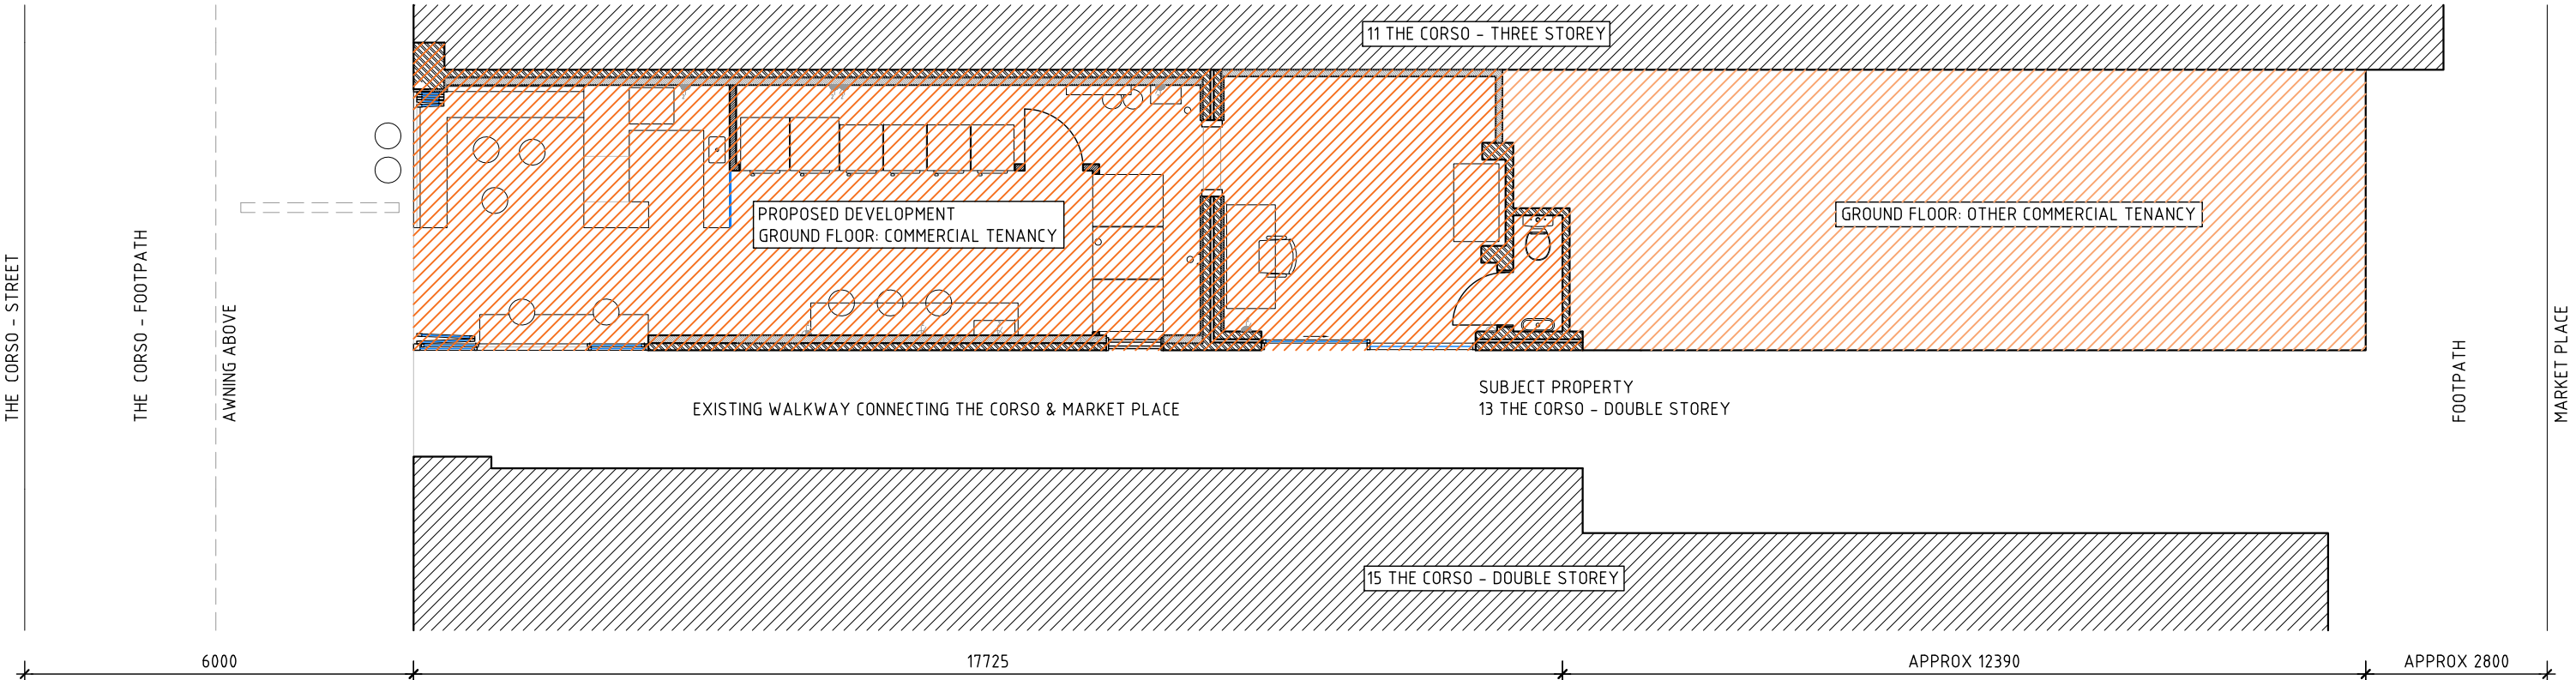 11 THE CORSO - THREE STOREY
PROPOSED DEVELOPMENT
GROUND FLOOR: COMMERCIAL TENANCY
GROUND FLOOR: OTHER COMMERCIAL TENANCY
THE CORSO - STREET
THE CORSO - FOOTPATH
AWNING ABOVE
EXISTING WALKWAY CONNECTING THE CORSO & MARKET PLACE
SUBJECT PROPERTY
13 THE CORSO - DOUBLE STOREY
FOOTPATH
MARKET PLACE
15 THE CORSO - DOUBLE STOREY
6000
17725
APPROX 12390
APPROX 2800